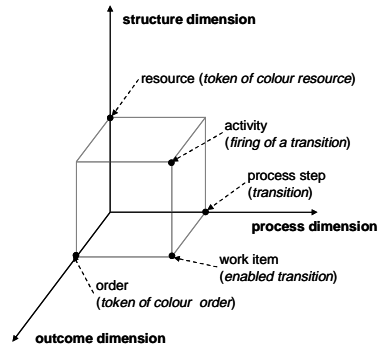 structure dimension
resource (token of colour resource)
activity
(firing of a transition)
process step
(transition)
process dimension
work item
(enabled transition)
order
(token of colour order)
outcome dimension